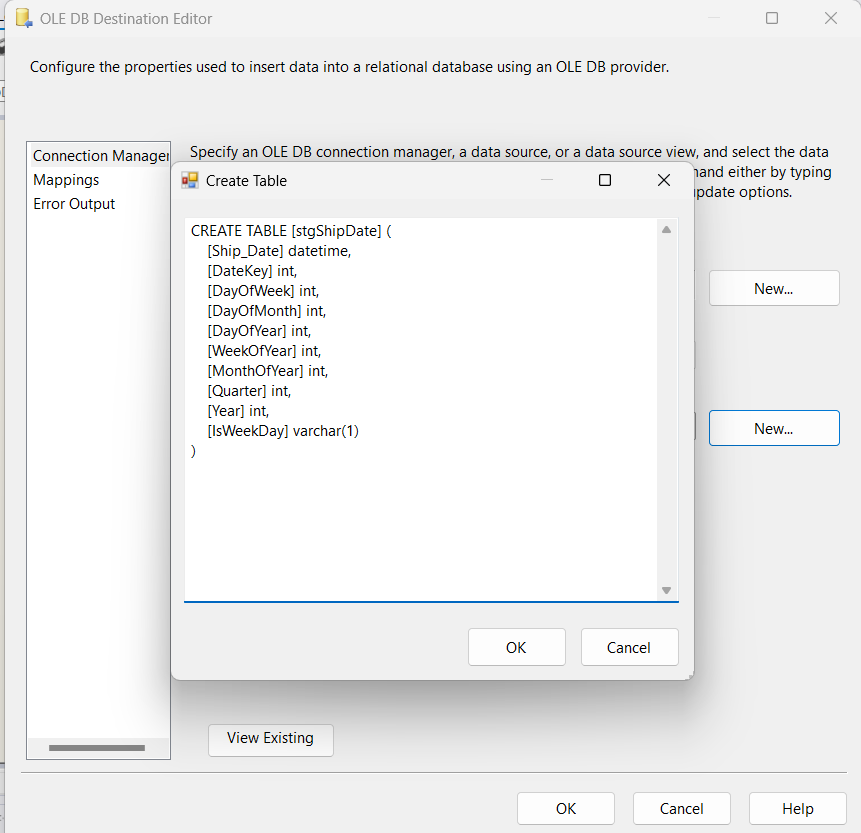 OLE DB Destination Editor
Configure the properties used to insert data into a relational database using an OLE DB provider.
Connection Manager
Mappings
Error Output
Specify an OLE DB connection manager, a data source, or a data source view, and select the data
mand either by typing
update options.
Create Table
CREATE TABLE [stgShipDate] (
[Ship_Date] datetime,
[DateKey] int,
[DayOfWeek] int,
[DayOfMonth] int,
[DayOfYear] int,
[WeekOfYear] int,
[MonthOfYear] int,
[Quarter] int,
[Year] int,
[IsWeekDay] varchar(1)
)
OK
Cancel
New...
New...
View Existing
OK
Cancel
Help